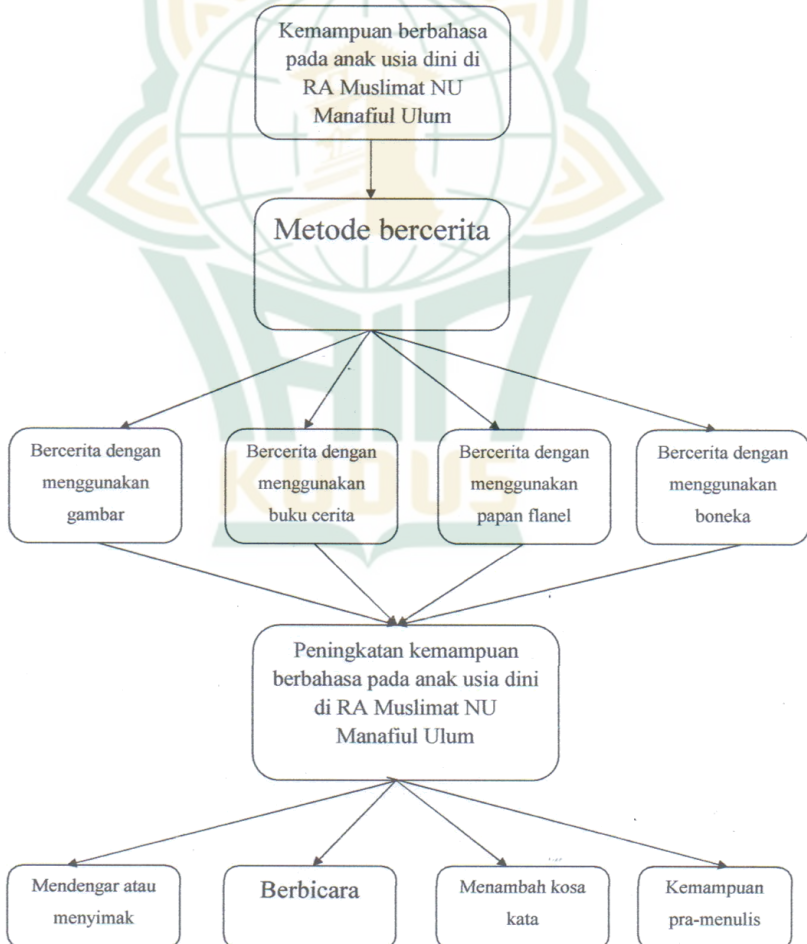 Kemampuan berbahasa
pada anak usia dini di
RA Muslimat NU
Manafiul Ulum
Metode bercerita
Bercerita dengan
menggunakan
gambar
Bercerita dengan
menggunakan
buku cerita
Bercerita dengan
menggunakan
papan flanel
Bercerita dengan
menggunakan
boneka
Peningkatan kemampuan
berbahasa pada anak usia dini
di RA Muslimat NU
Manafiul Ulum
Mendengar atau
menyimak
Berbicara
Menambah kosa
kata
Kemampuan
pra-menulis
IAIN
KUDUS